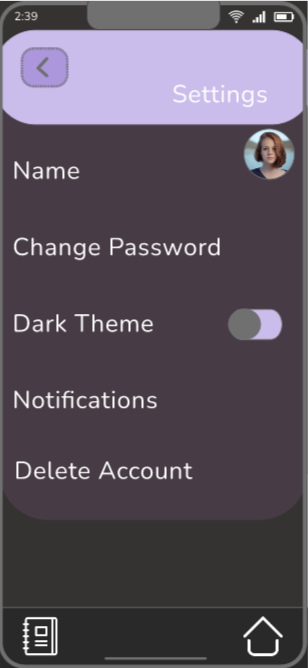 2:39
Settings
Name
Change Password
Dark Theme
Notifications
Delete Account